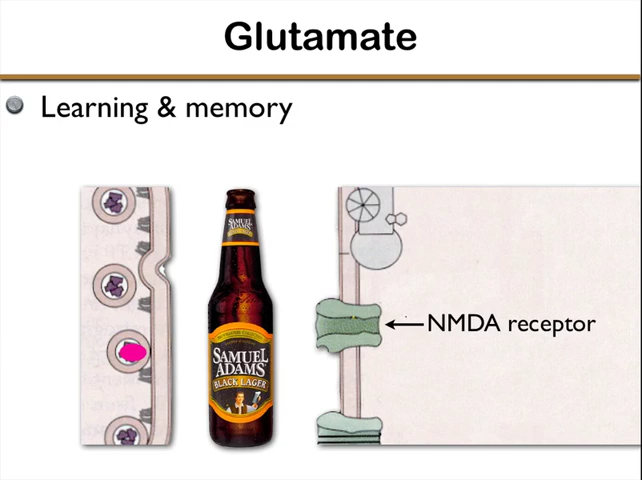 Glutamate
Learning & memory
SAMUEL
ADAMS
NMDA receptor
SAMUEL
ADAMS
BLACK LAGER